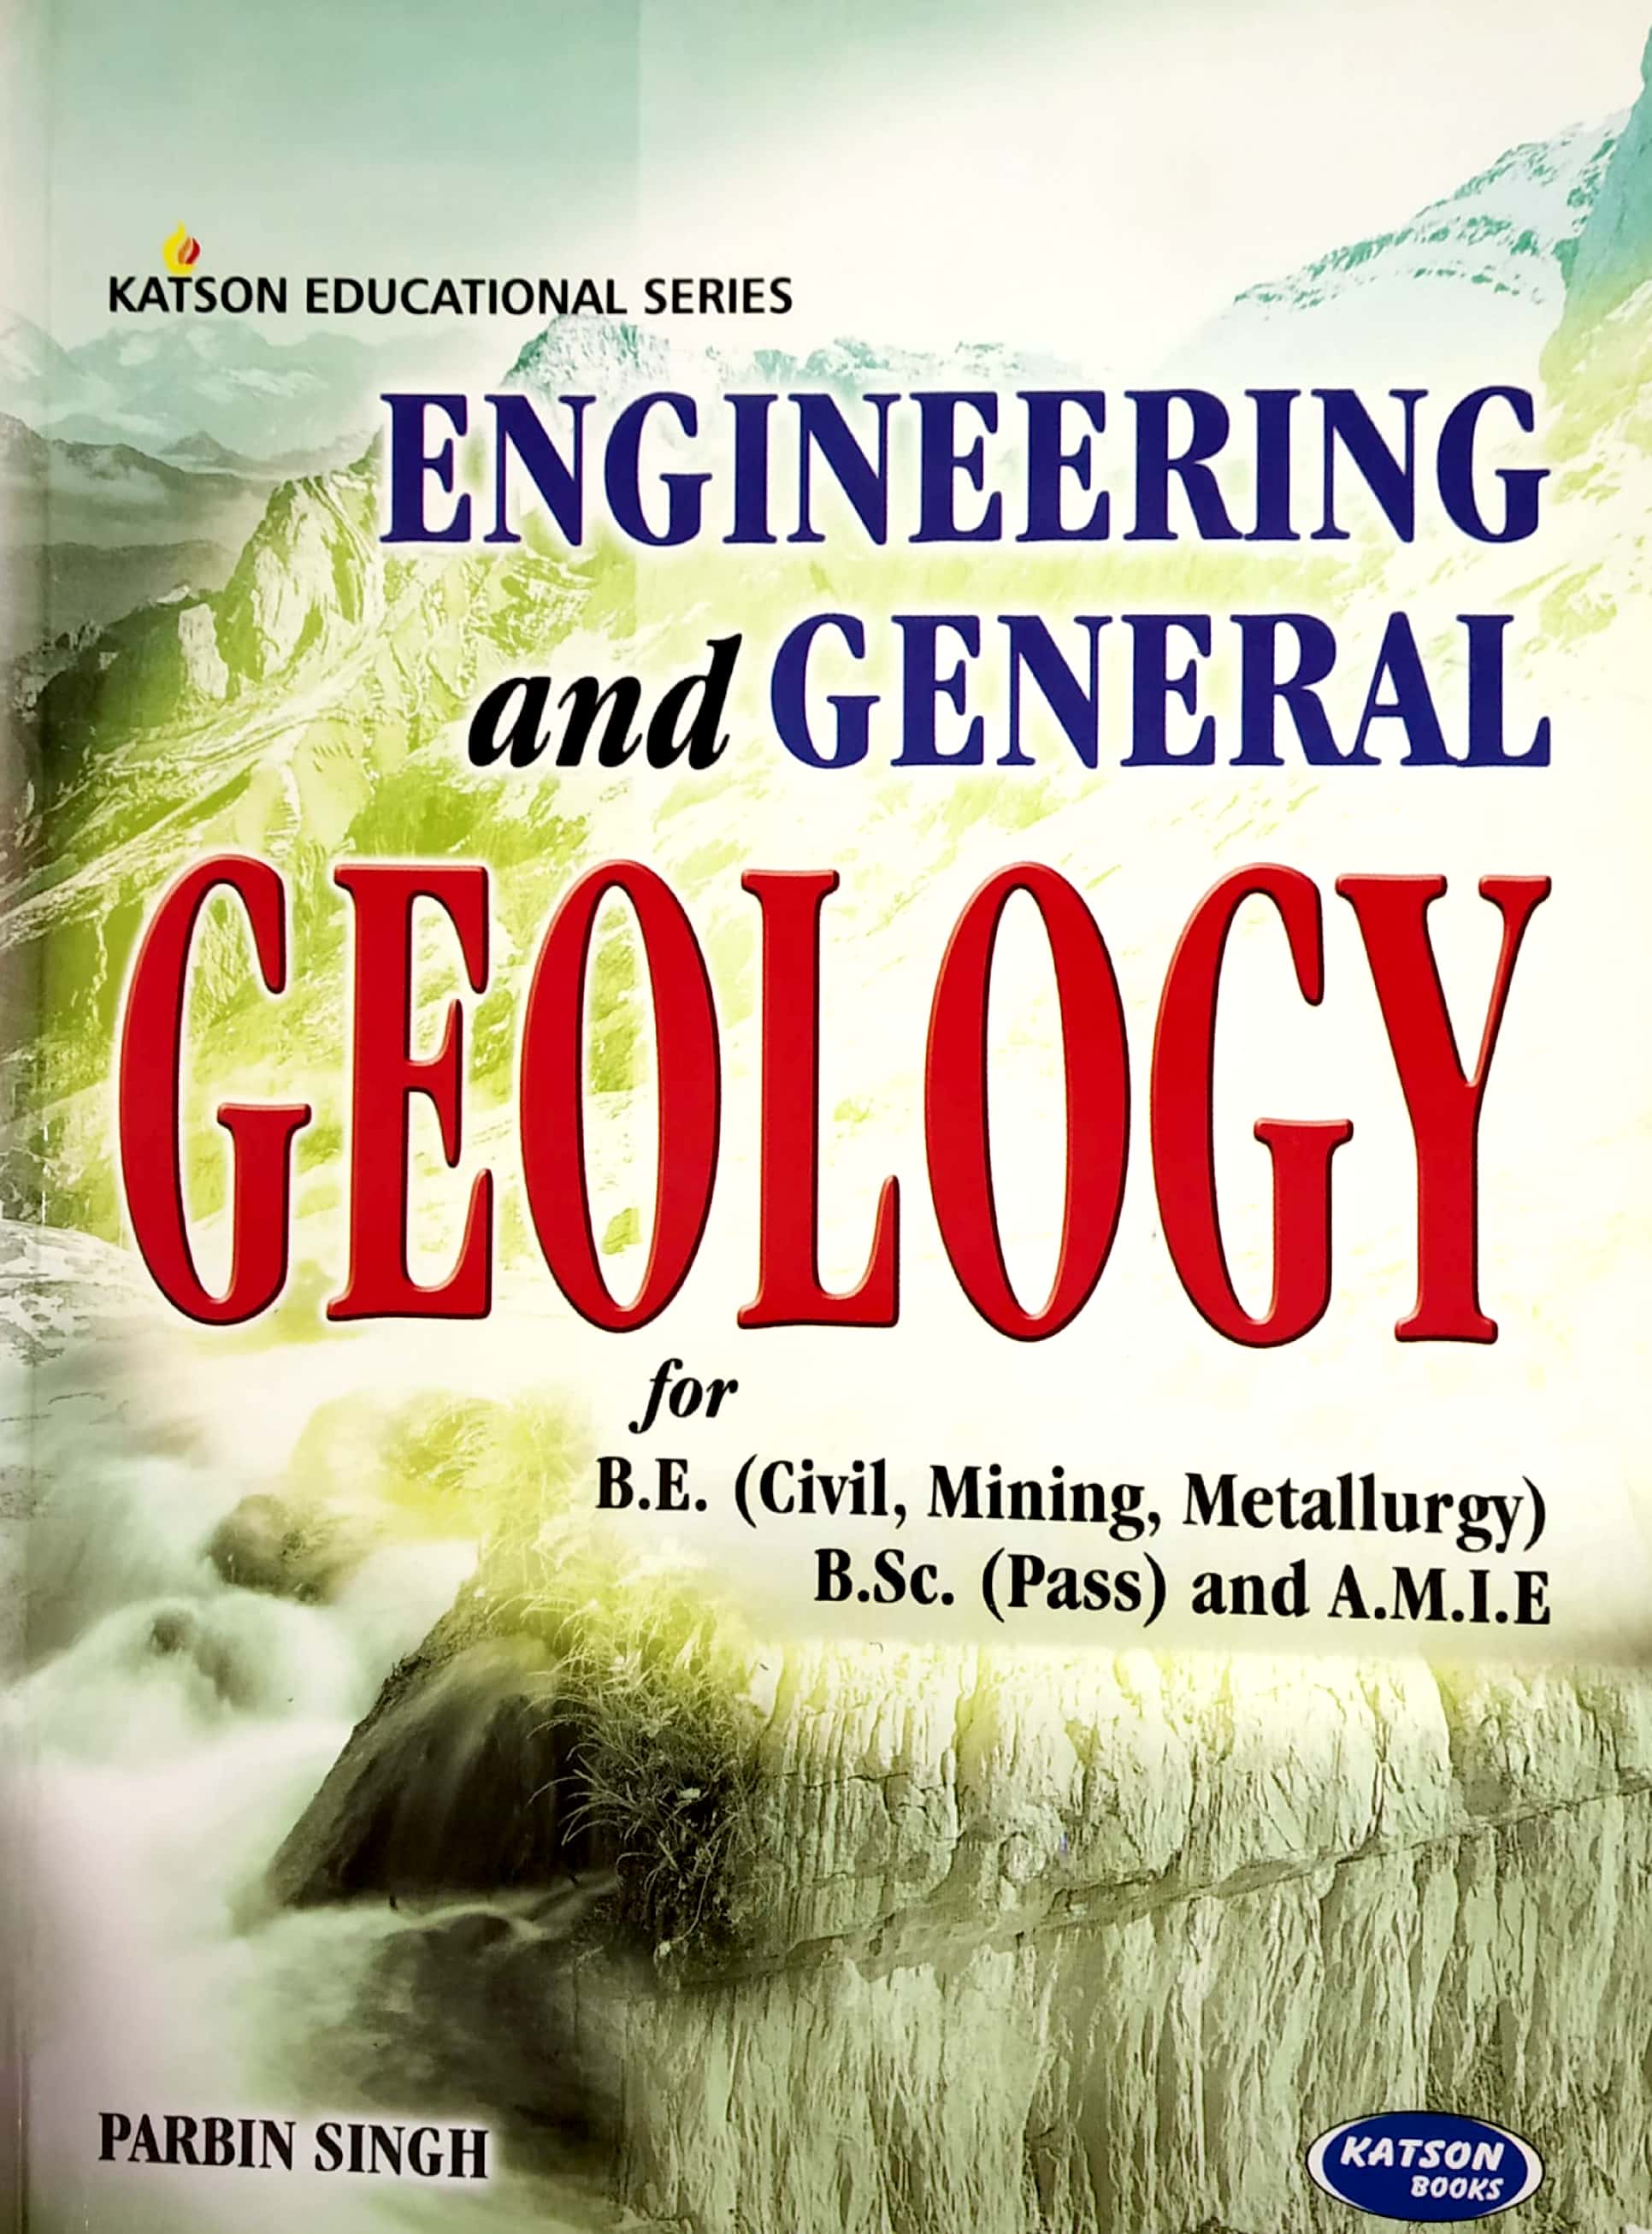 KATSON EDUCATIONAL SERIES
ENGINEERING
and GENERAL
GEOLOGY
for
B.E. (Civil, Mining, Metallurgy)
B.Sc. (Pass) and A.M.I.E
PARBIN SINGH
KATSON
BOOKS